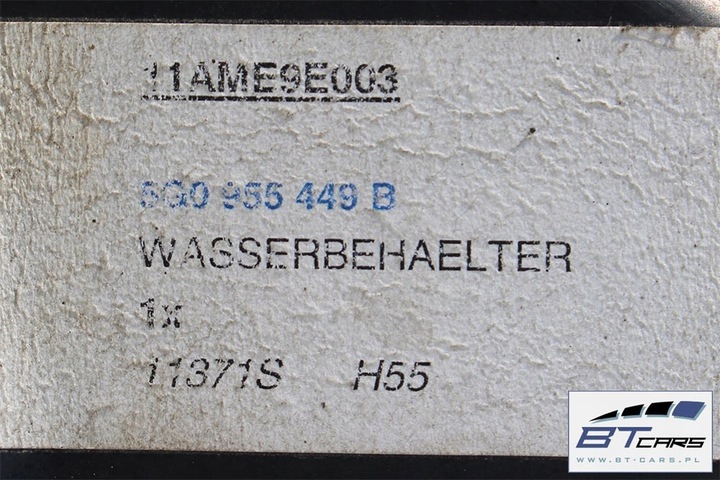 11AME9E003
5G0 955 449 B
WASSERBEHAELTER
1x
11371S H55
BT CARS
WWW.BT-CARS.PL